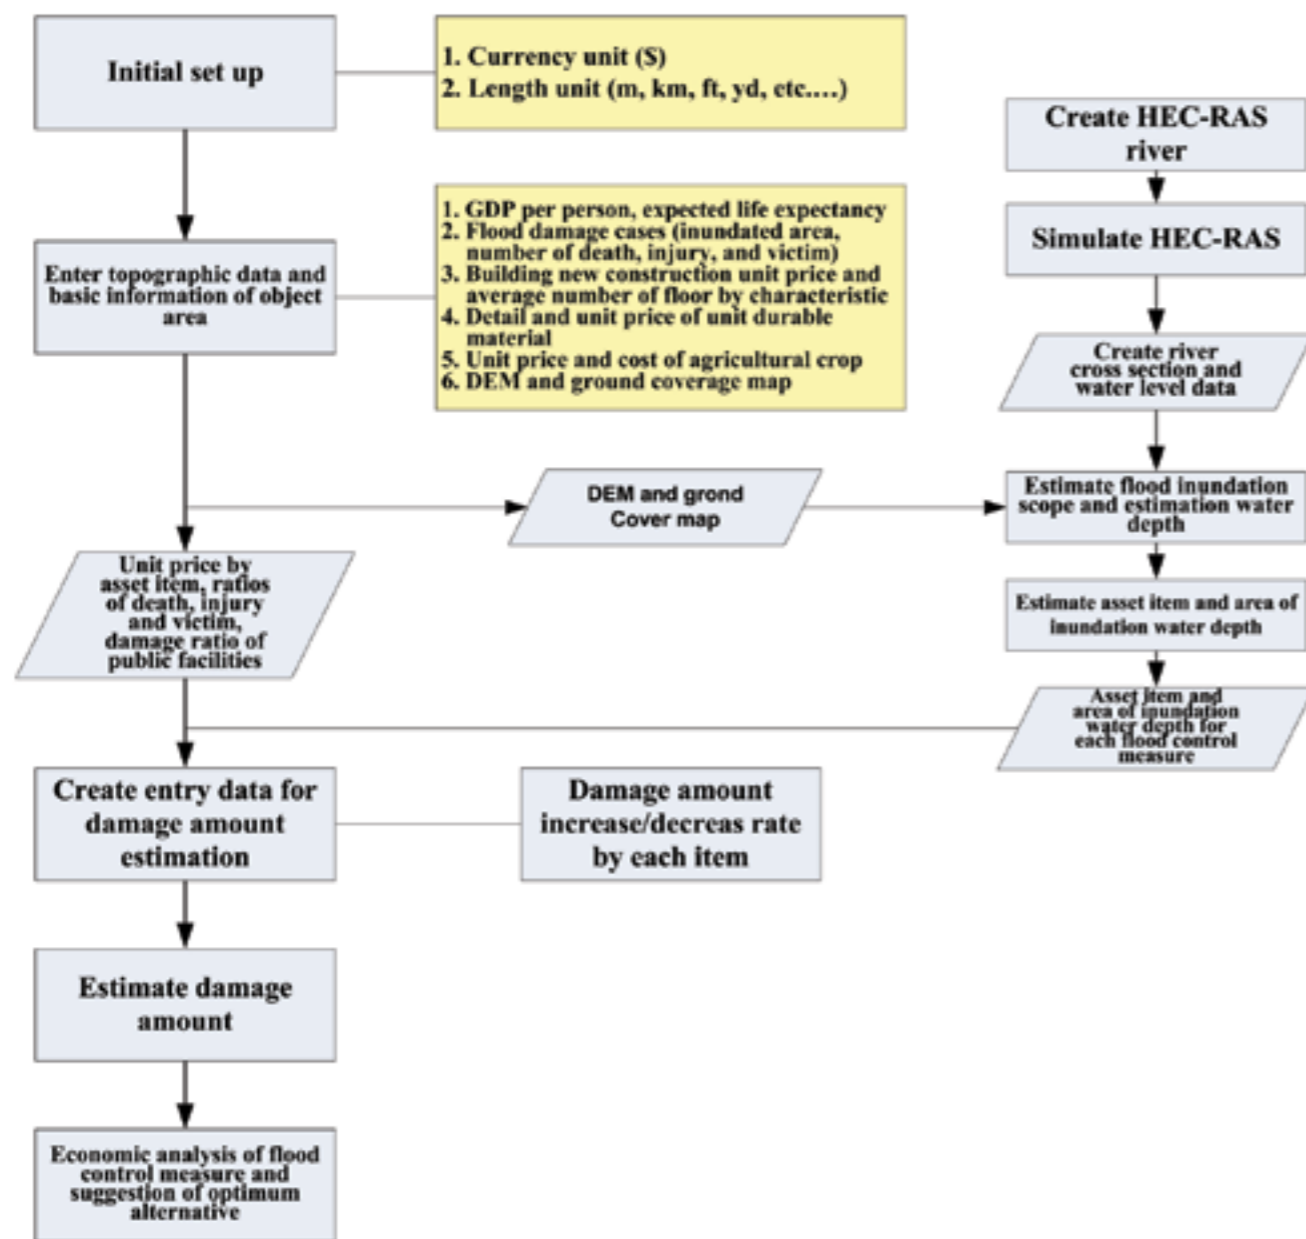 Initial set up
1. Currency unit ($)
2. Length unit (m, km, ft, yd, etc....)
Create HEC-RAS
river
Simulate HEC-RAS
Enter topographic data and
basic information of object
area
1. GDP per person, expected life expectancy
2. Flood damage cases (inundated area,
number of death, injury, and victim)
3. Building new construction unit price and
average number of floor by characteristic
4. Detail and unit price of unit durable
material
5. Unit price and cost of agricultural crop
6. DEM and ground coverage map
Create river
cross section and
water level data
DEM and grond
Cover map
Estimate flood inundation
scope and estimation water
depth
Unit price by
asset item, ratios
of death, injury
and victim,
damage ratio of
public facilities
Estimate asset item and area of
inundation water depth
Asset item and
area of inundation
water depth for
each flood control
measure
Create entry data for
damage amount
estimation
Damage amount
increase/decreas rate
by each item
Estimate damage
amount
Economic analysis of flood
control measure and
suggestion of optimum
alternative